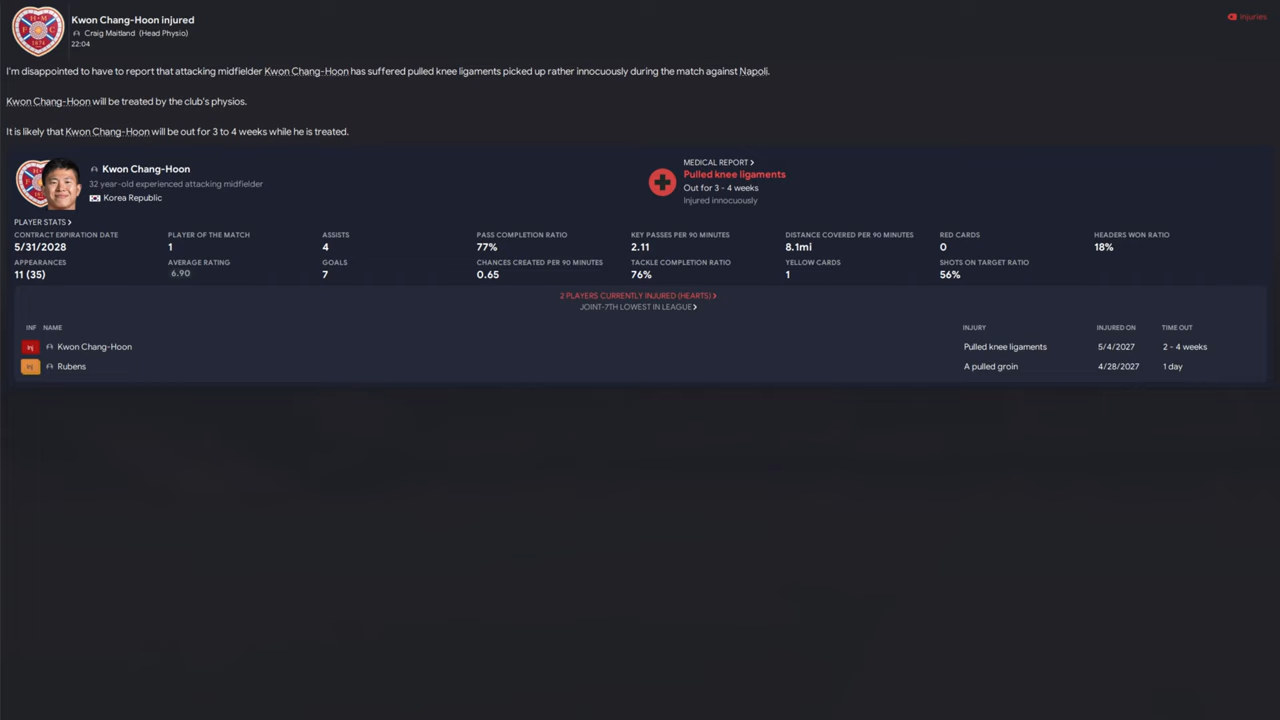 Kwon Chang-Hoon injured
Craig Maitland (Head Physio)
22:04
Injuries
H M
F C
1874
I'm disappointed to have to report that attacking midfielder Kwon Chang-Hoon has suffered pulled knee ligaments picked up rather innocuously during the match against Napoli.
Kwon Chang-Hoon will be treated by the club's physios.
It is likely that Kwon Chang-Hoon will be out for 3 to 4 weeks while he is treated.
Kwon Chang-Hoon
32 year-old experienced attacking midfielder
Korea Republic
MEDICAL REPORT
Pulled knee ligaments
Out for 3 - 4 weeks
Injured innocuously
PLAYER STATS
CONTRACT EXPIRATION DATE PLAYER OF THE MATCH ASSISTS PASS COMPLETION RATIO KEY PASSES PER 90 MINUTES DISTANCE COVERED PER 90 MINUTES RED CARDS HEADERS WON RATIO
5/31/2028 1 4 77% 2.11 8.1mi 0 18%
APPEARANCES AVERAGE RATING GOALS CHANCES CREATED PER 90 MINUTES TACKLE COMPLETION RATIO YELLOW CARDS SHOTS ON TARGET RATIO
11 (35) 6.90 7 0.65 76% 1 56%
2 PLAYERS CURRENTLY INJURED (HEARTS)
JOINT-7TH LOWEST IN LEAGUE
INF NAME INJURY INJURED ON TIME OUT
Inj Kwon Chang-Hoon Pulled knee ligaments 5/4/2027 2 - 4 weeks
Inj Rubens A pulled groin 4/28/2027 1 day